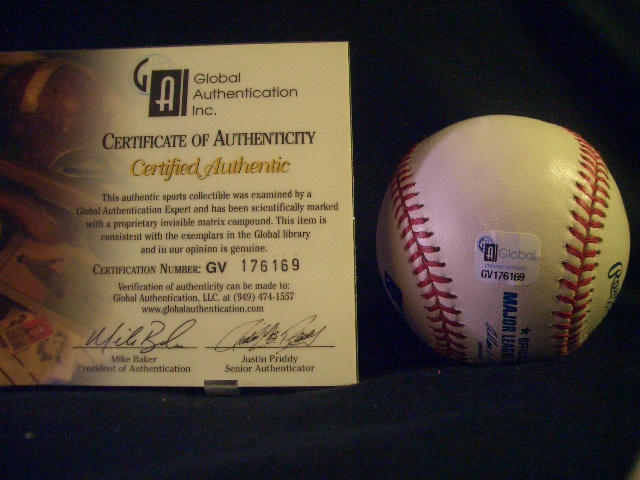 GA
Global
Authentication
Inc.
CERTIFICATE OF AUTHENTICITY
Certified Authentic
This authentic sports collectible was examined by a
Global Authentication Expert and has been scientifically marked
with a proprietary invisible matrix compound. This item is
consistent with the exemplars in the Global library
and in our opinion is genuine.
CERTIFICATION NUMBER: GV 176169
Verification of authenticity can be made to:
Global Authentication, LLC. at (949) 474-1557
www.globalauthentication.com
Mike Baker
President of Authentication
Justin Priddy
Senior Authenticator
Global
GV176169
MAJOR LEAGUE